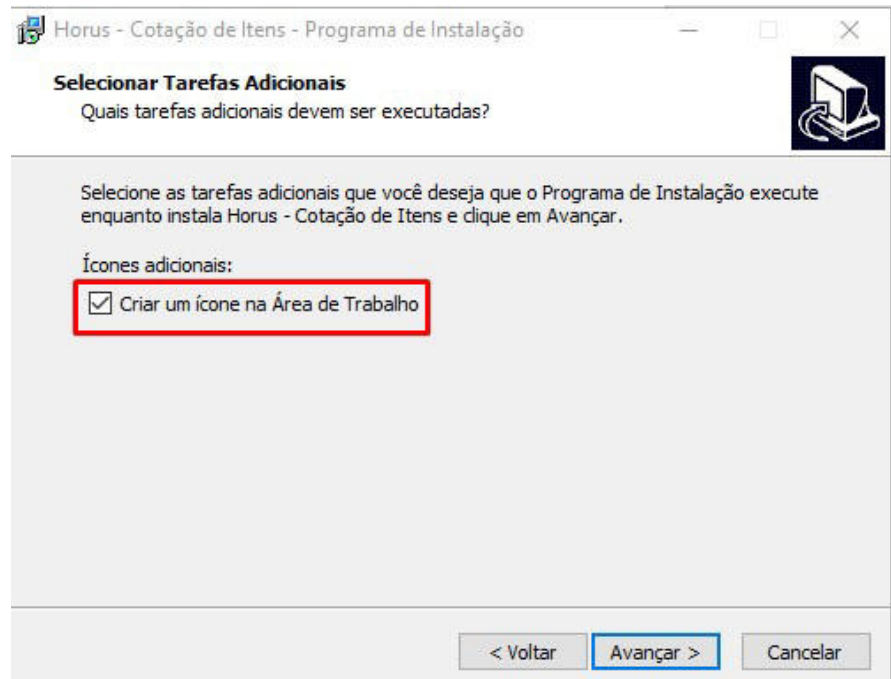 Horus - Cotação de Itens - Programa de Instalação
Selecionar Tarefas Adicionais
Quais tarefas adicionais devem ser executadas?
Selecione as tarefas adicionais que você deseja que o Programa de Instalação execute
enquanto instala Horus - Cotação de Itens e clique em Avançar.
Ícones adicionais:
Criar um ícone na Área de Trabalho
< Voltar
Avançar >
Cancelar